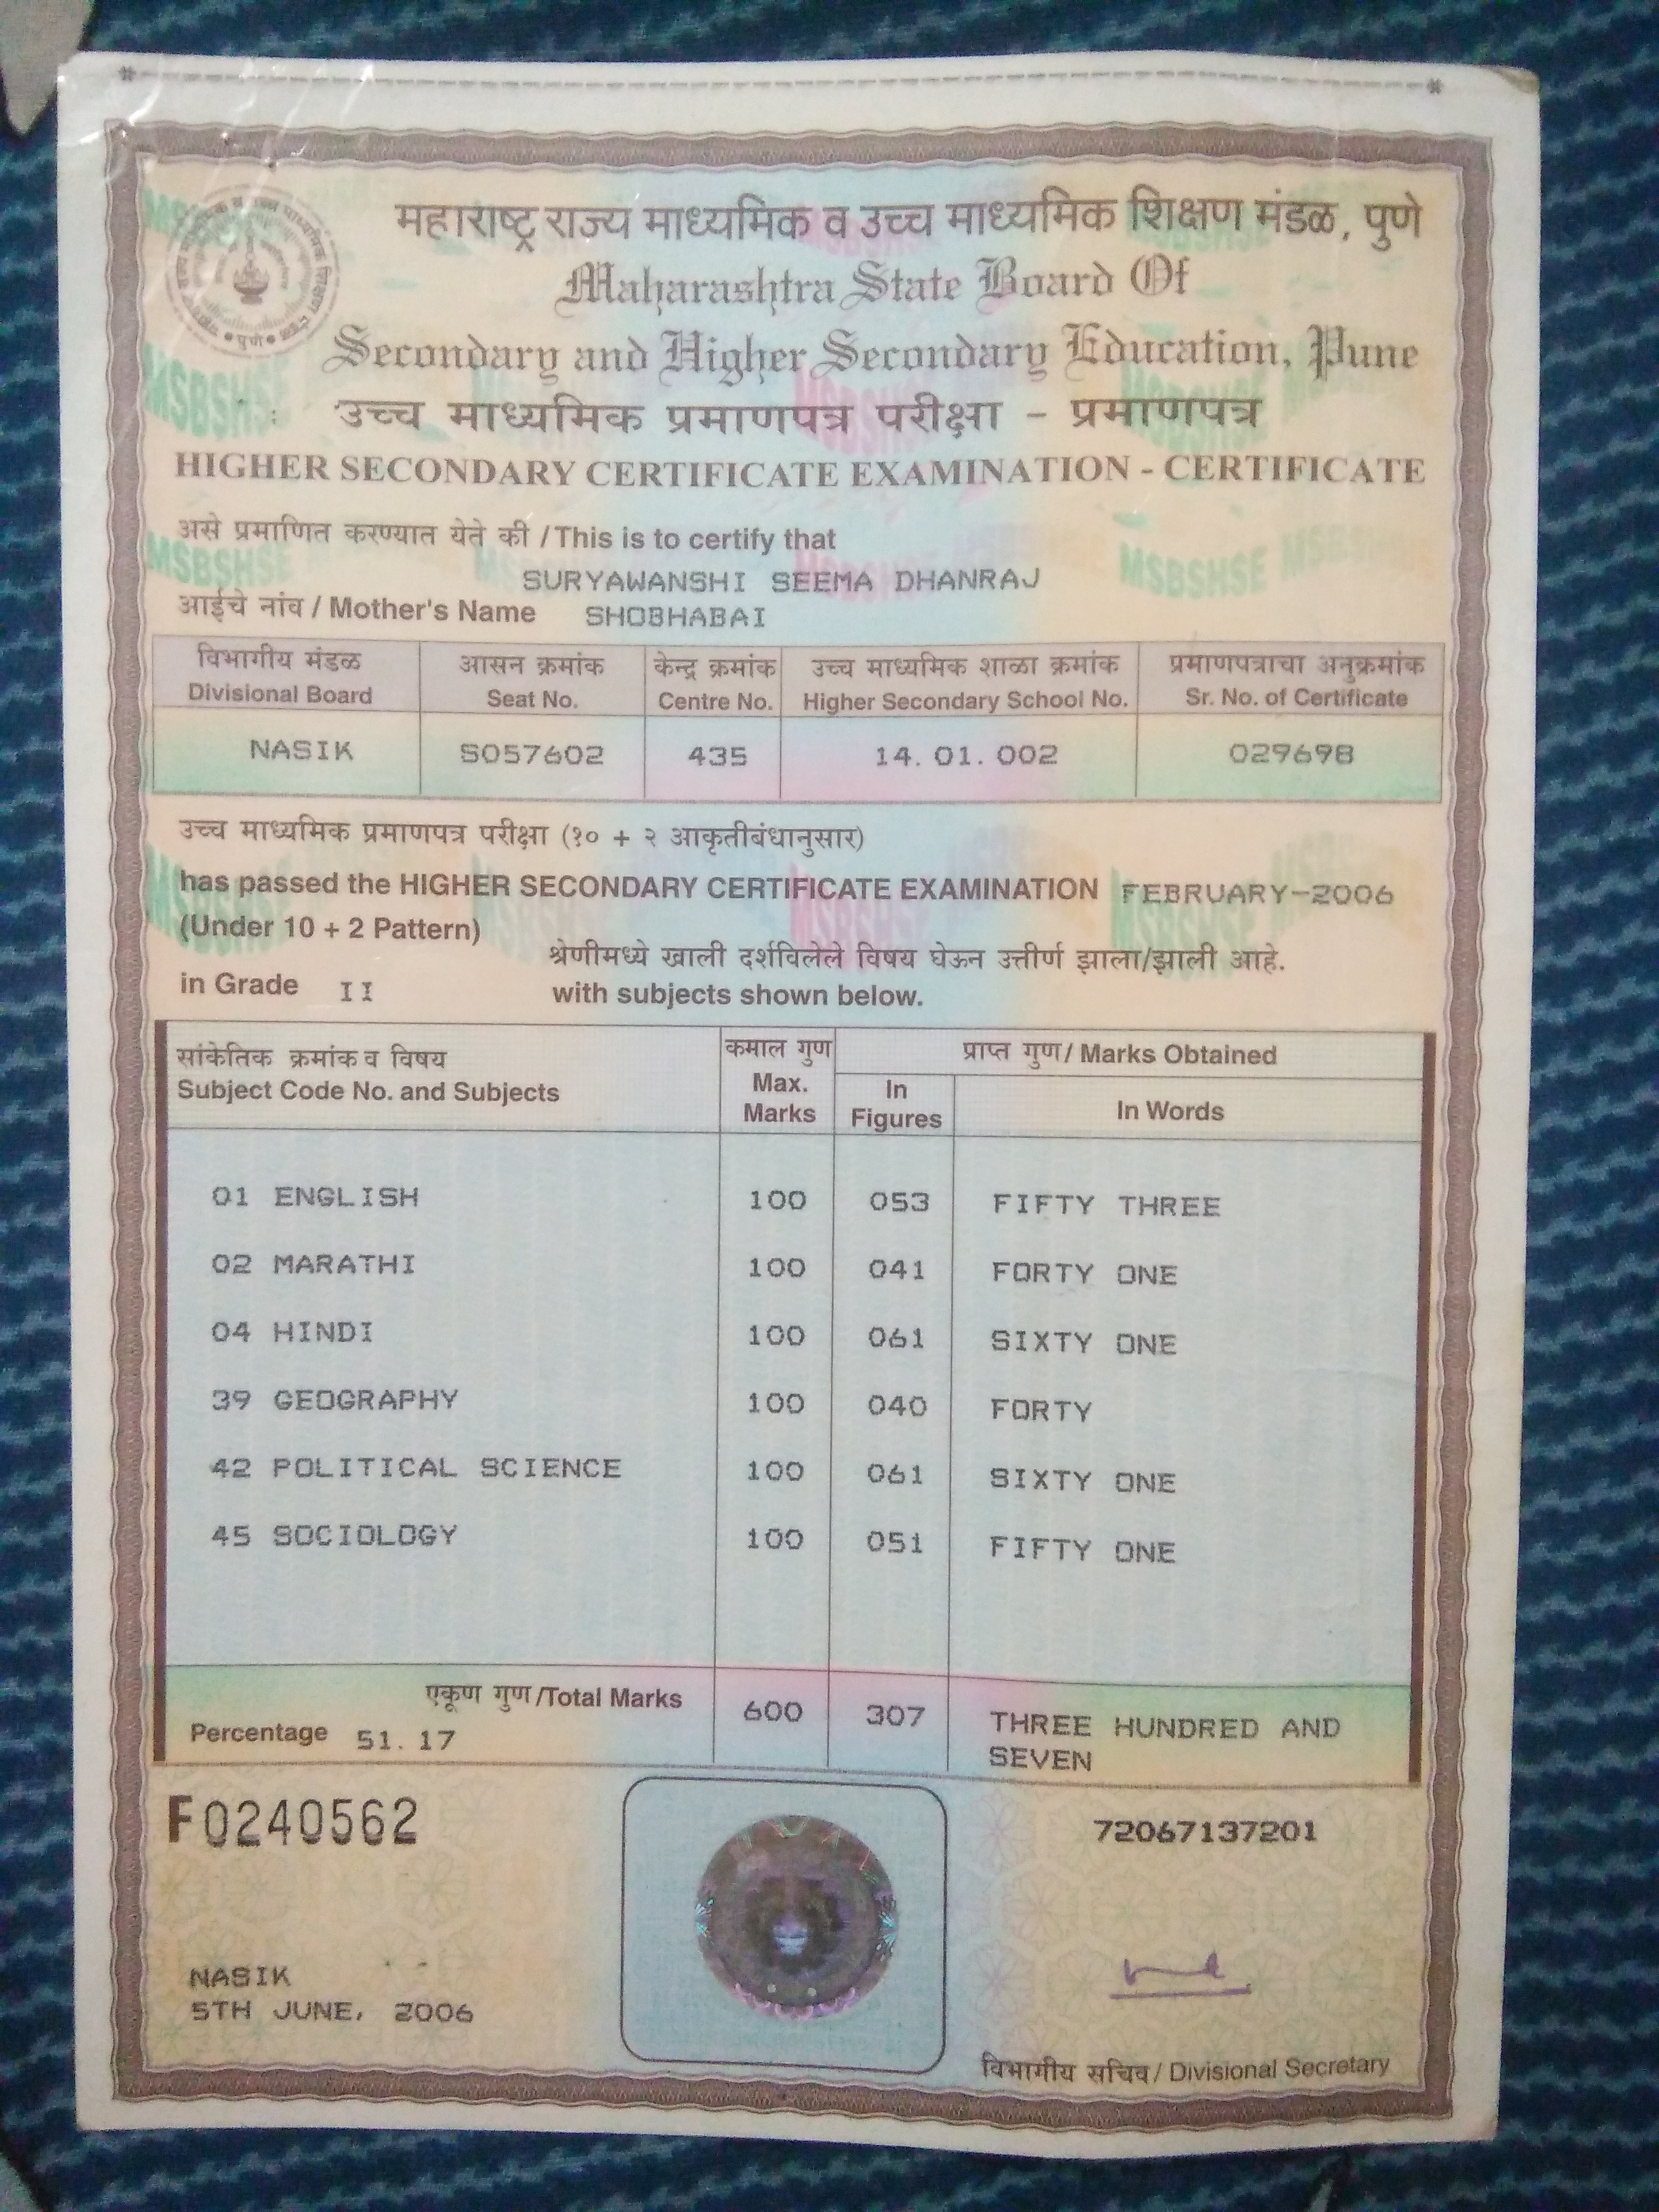 महाराष्ट्र राज्य माध्यमिक व उच्च माध्यमिक शिक्षण मंडळ, पुणे
Maharashtra State Board Of
Secondary and Higher Secondary Education, Pune
उच्च माध्यमिक प्रमाणपत्र परीक्षा - प्रमाणपत्र
HIGHER SECONDARY CERTIFICATE EXAMINATION - CERTIFICATE
असे प्रमाणित करण्यात येते की / This is to certify that
SURYAWANSHI SEEMA DHANRAJ
आईचे नांव / Mother's Name SHOBHABAI
विभागीय मंडळ आसन क्रमांक केन्द्र क्रमांक उच्च माध्यमिक शाळा क्रमांक प्रमाणपत्राचा अनुक्रमांक
Divisional Board Seat No. Centre No. Higher Secondary School No. Sr. No. of Certificate
NASIK S057602 435 14.01.002 029698
उच्च माध्यमिक प्रमाणपत्र परीक्षा (१० + २ आकृतीबंधानुसार)
has passed the HIGHER SECONDARY CERTIFICATE EXAMINATION FEBRUARY-2006
(Under 10 + 2 Pattern)
श्रेणीमध्ये खाली दर्शविलेले विषय घेऊन उत्तीर्ण झाला/झाली आहे.
in Grade II with subjects shown below.
सांकेतिक क्रमांक व विषय कमाल गुण प्राप्त गुण / Marks Obtained
Subject Code No. and Subjects Max. Marks In Figures In Words
01 ENGLISH 100 053 FIFTY THREE
02 MARATHI 100 041 FORTY ONE
04 HINDI 100 061 SIXTY ONE
39 GEOGRAPHY 100 040 FORTY
42 POLITICAL SCIENCE 100 061 SIXTY ONE
45 SOCIOLOGY 100 051 FIFTY ONE
एकूण गुण /Total Marks 600 307 THREE HUNDRED AND
Percentage 51.17 SEVEN
F0240562
72067137201
NASIK
5TH JUNE, 2006
विभागीय सचिव / Divisional Secretary